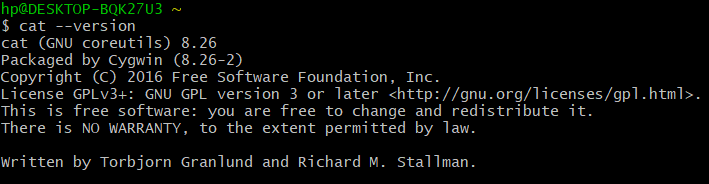 hp@DESKTOP-BQK27U3 ~
$ cat --version
cat (GNU coreutils) 8.26
Packaged by Cygwin (8.26-2)
Copyright (C) 2016 Free Software Foundation, Inc.
License GPLv3+: GNU GPL version 3 or later <http://gnu.org/licenses/gpl.html>.
This is free software: you are free to change and redistribute it.
There is NO WARRANTY, to the extent permitted by law.

Written by Torbjorn Granlund and Richard M. Stallman.